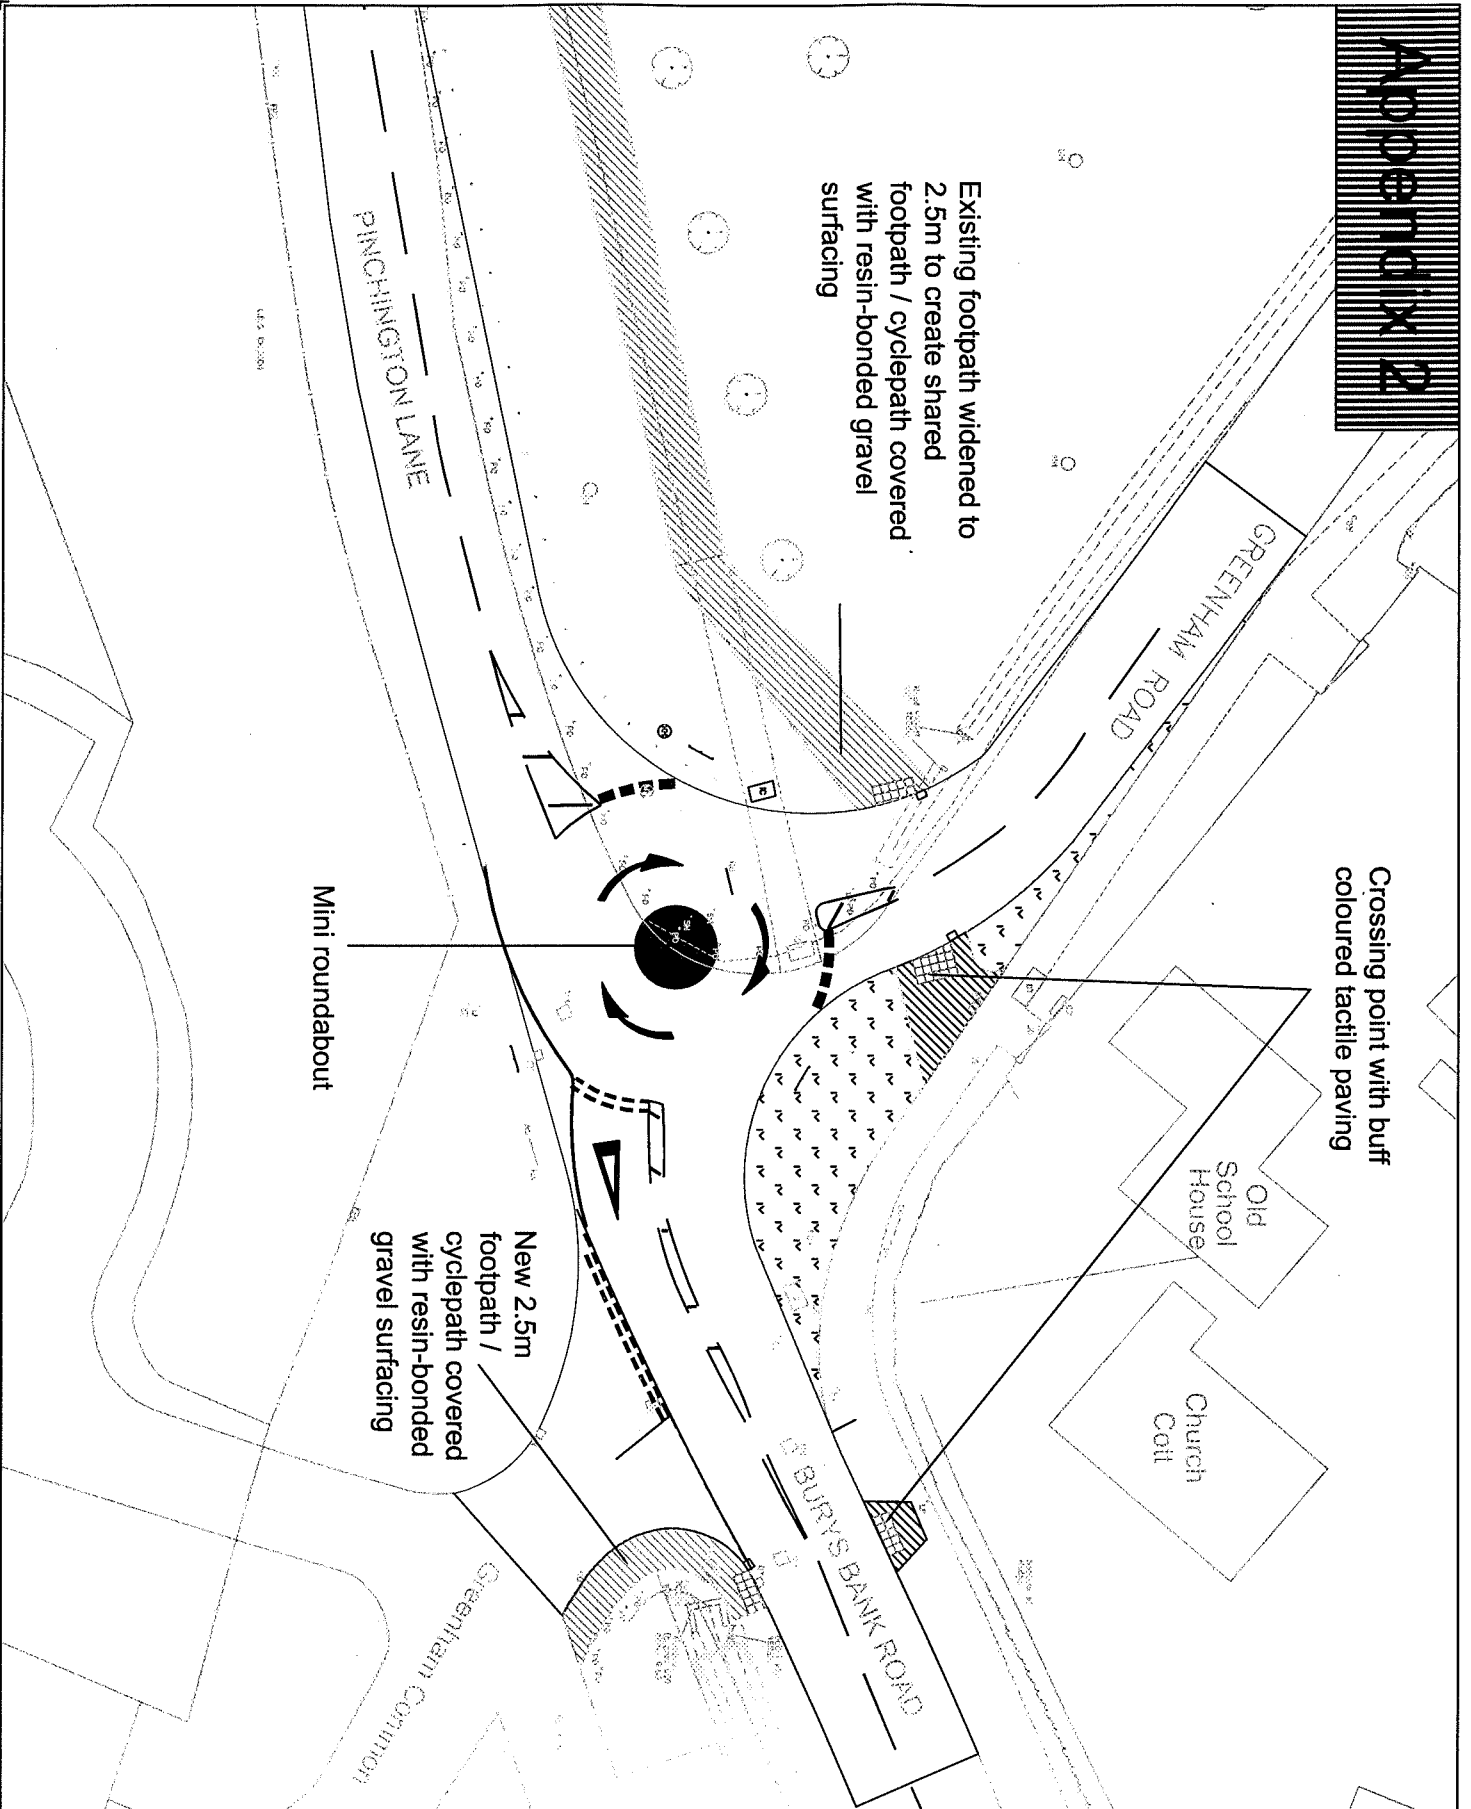 Appendix 2
Existing footpath widened to
2.5m to create shared
footpath / cyclepath covered
with resin-bonded gravel
surfacing
Crossing point with buff
coloured tactile paving
GREENHAM ROAD
PINCHINGTON LANE
Old
School
House
Church
Mini roundabout
New 2.5m
footpath /
cyclepath covered
with resin-bonded
gravel surfacing
BURYS BANK ROAD
Greenham Common